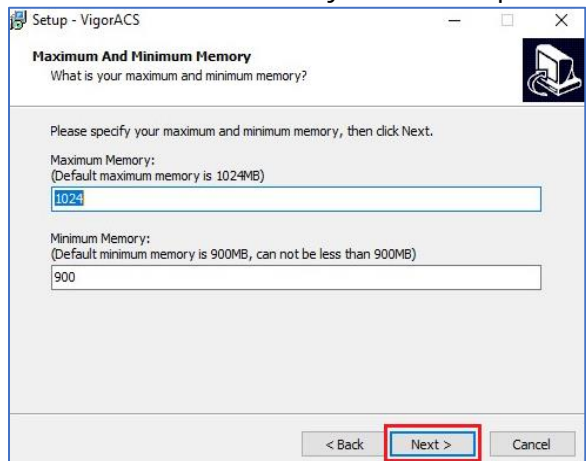 Setup - VigorACS
Maximum And Minimum Memory
What is your maximum and minimum memory?
Please specify your maximum and minimum memory, then click Next.
Maximum Memory:
(Default maximum memory is 1024MB)
1024
Minimum Memory:
(Default minimum memory is 900MB, can not be less than 900MB)
900
< Back Next > Cancel